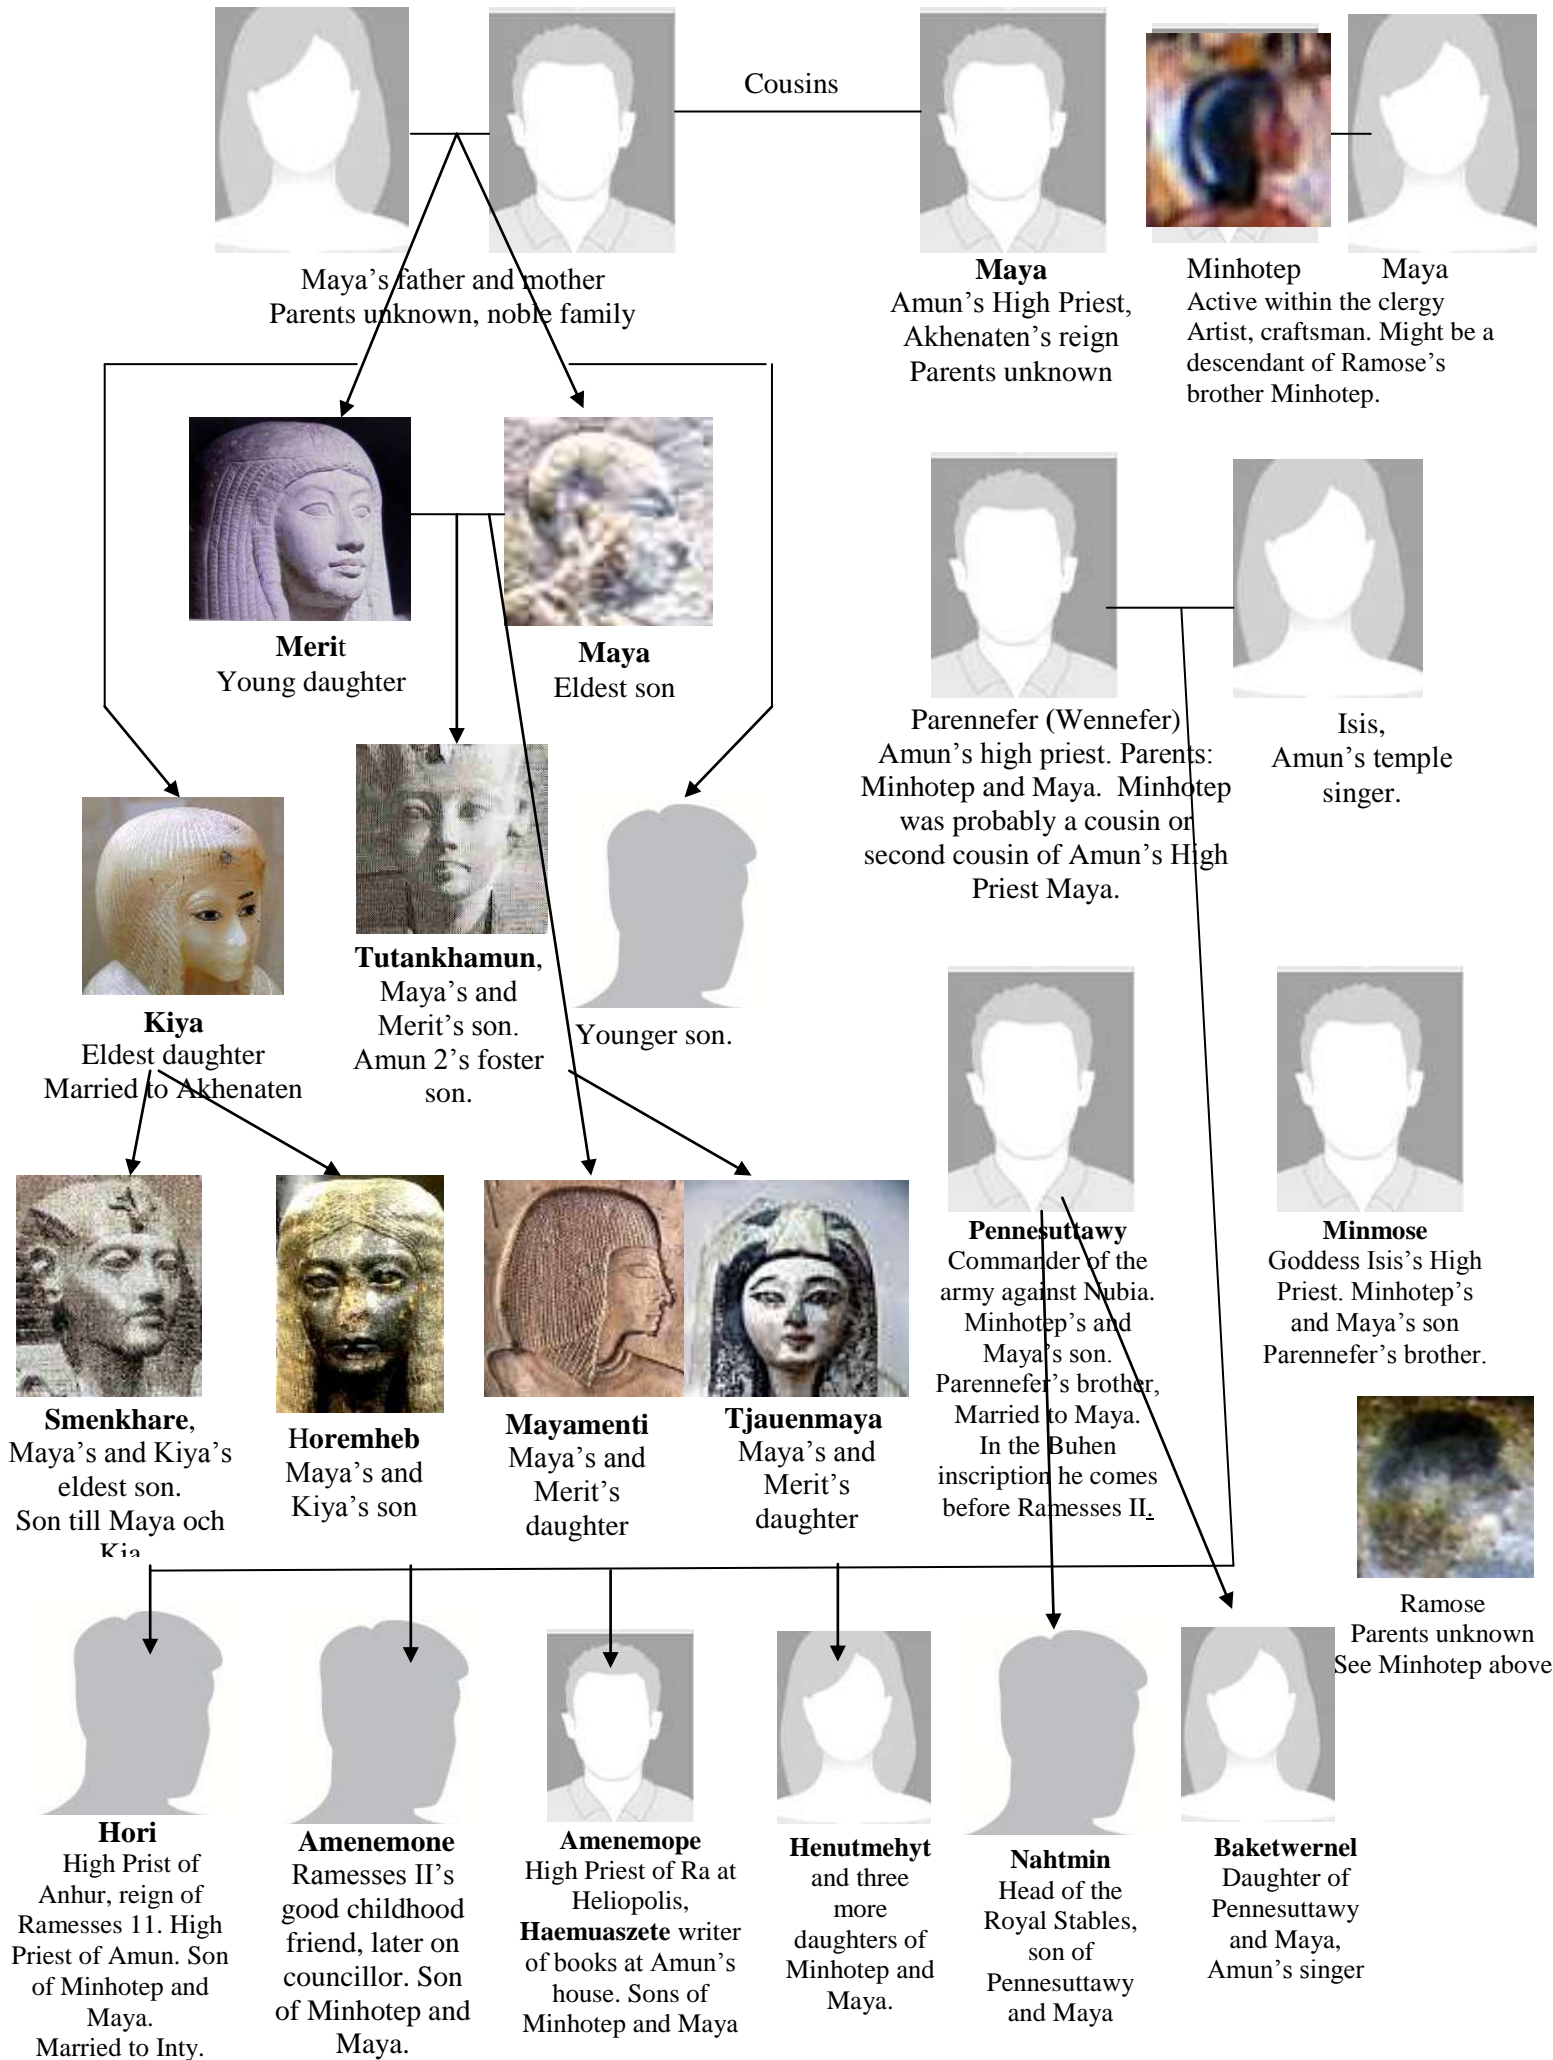 Cousins
Maya’s father and mother
Parents unknown, noble family
Maya
Amun’s High Priest,
Akhenaten’s reign
Parents unknown
Minhotep
Active within the clergy
Artist, craftsman. Might be a
descendant of Ramose’s
brother Minhotep.
Maya
Merit
Young daughter
Maya
Eldest son
Parennefer (Wennefer)
Amun’s high priest. Parents:
Minhotep and Maya. Minhotep
was probably a cousin or
second cousin of Amun’s High
Priest Maya.
Isis,
Amun’s temple
singer.
Kiya
Eldest daughter
Married to Akhenaten
Tutankhamun,
Maya’s and
Merit’s son.
Amun 2’s foster
son.
Younger son.
Smenkhare,
Maya’s and Kiya’s
eldest son.
Son till Maya och
Kia
Horemheb
Maya’s and
Kiya’s son
Mayamenti
Maya’s and
Merit’s
daughter
Tjauenmaya
Maya’s and
Merit’s
daughter
Pennesuttawy
Commander of the
army against Nubia.
Minhotep’s and
Maya’s son.
Parennefer’s brother,
Married to Maya.
In the Buhen
inscription he comes
before Ramesses II.
Minmose
Goddess Isis’s High
Priest. Minhotep’s
and Maya’s son
Parennefer’s brother.
Ramose
Parents unknown
See Minhotep above
Hori
High Prist of
Anhur, reign of
Ramesses 11. High
Priest of Amun. Son
of Minhotep and
Maya.
Married to Inty.
Amenemone
Ramesses II’s
good childhood
friend, later on
councillor. Son
of Minhotep and
Maya.
Amenemope
High Priest of Ra at
Heliopolis,
Haemuaszete writer
of books at Amun’s
house. Sons of
Minhotep and Maya
Henutmehyt
and three
more
daughters of
Minhotep and
Maya.
Nahtmin
Head of the
Royal Stables,
son of
Pennesuttawy
and Maya
Baketwernel
Daughter of
Pennesuttawy
and Maya,
Amun’s singer